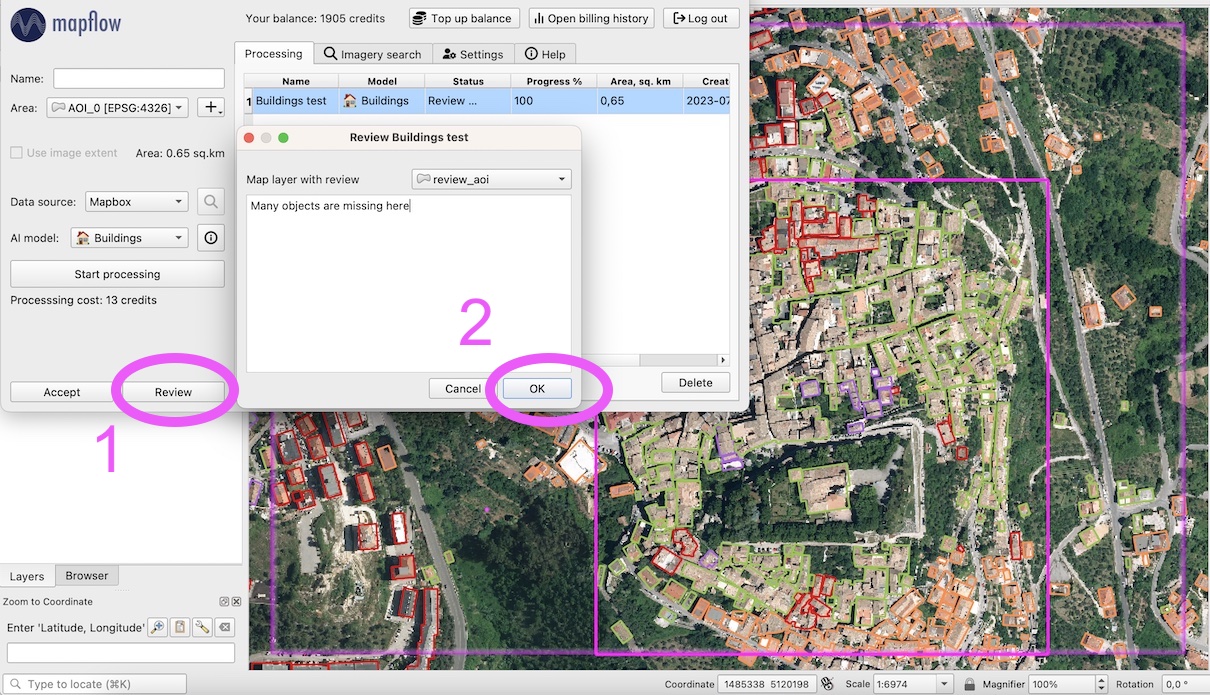 mapflow
Your balance: 1905 credits
Top up balance
Open billing history
Log out
Processing
Imagery search
Settings
Help
Name:
Area:
AOI_0 [EPSG:4326]
Use image extent
Area: 0.65 sq.km
Data source:
Mapbox
AI model:
Buildings
Start processing
Processsing cost: 13 credits
Accept
Review
1
Name Model Status Progress % Area, sq. km Creat
1 Buildings test Buildings Review ... 100 0,65 2023-07
Review Buildings test
Map layer with review
review_aoi
Many objects are missing here
2
Cancel
OK
Delete
Layers
Browser
Zoom to Coordinate
Enter 'Latitude, Longitude'
Type to locate (⌘K)
Coordinate 1485338 5120198
Scale 1:6974
Magnifier 100%
Rotation 0,0 °